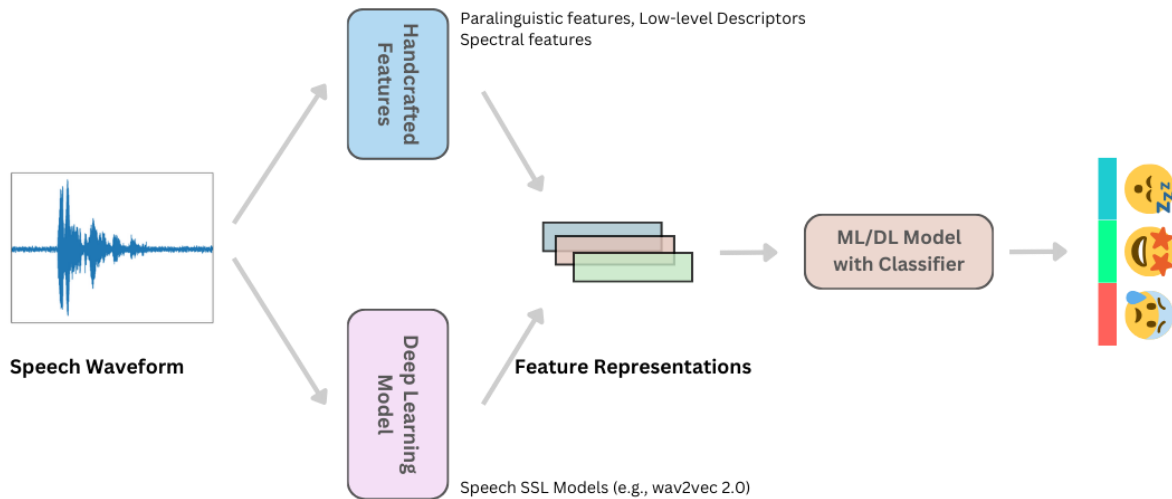 Paralinguistic features, Low-level Descriptors
Spectral features
Handcrafted
Features
Speech Waveform
Deep Learning
Model
Speech SSL Models (e.g., wav2vec 2.0)
Feature Representations
ML/DL Model
with Classifier
zzz